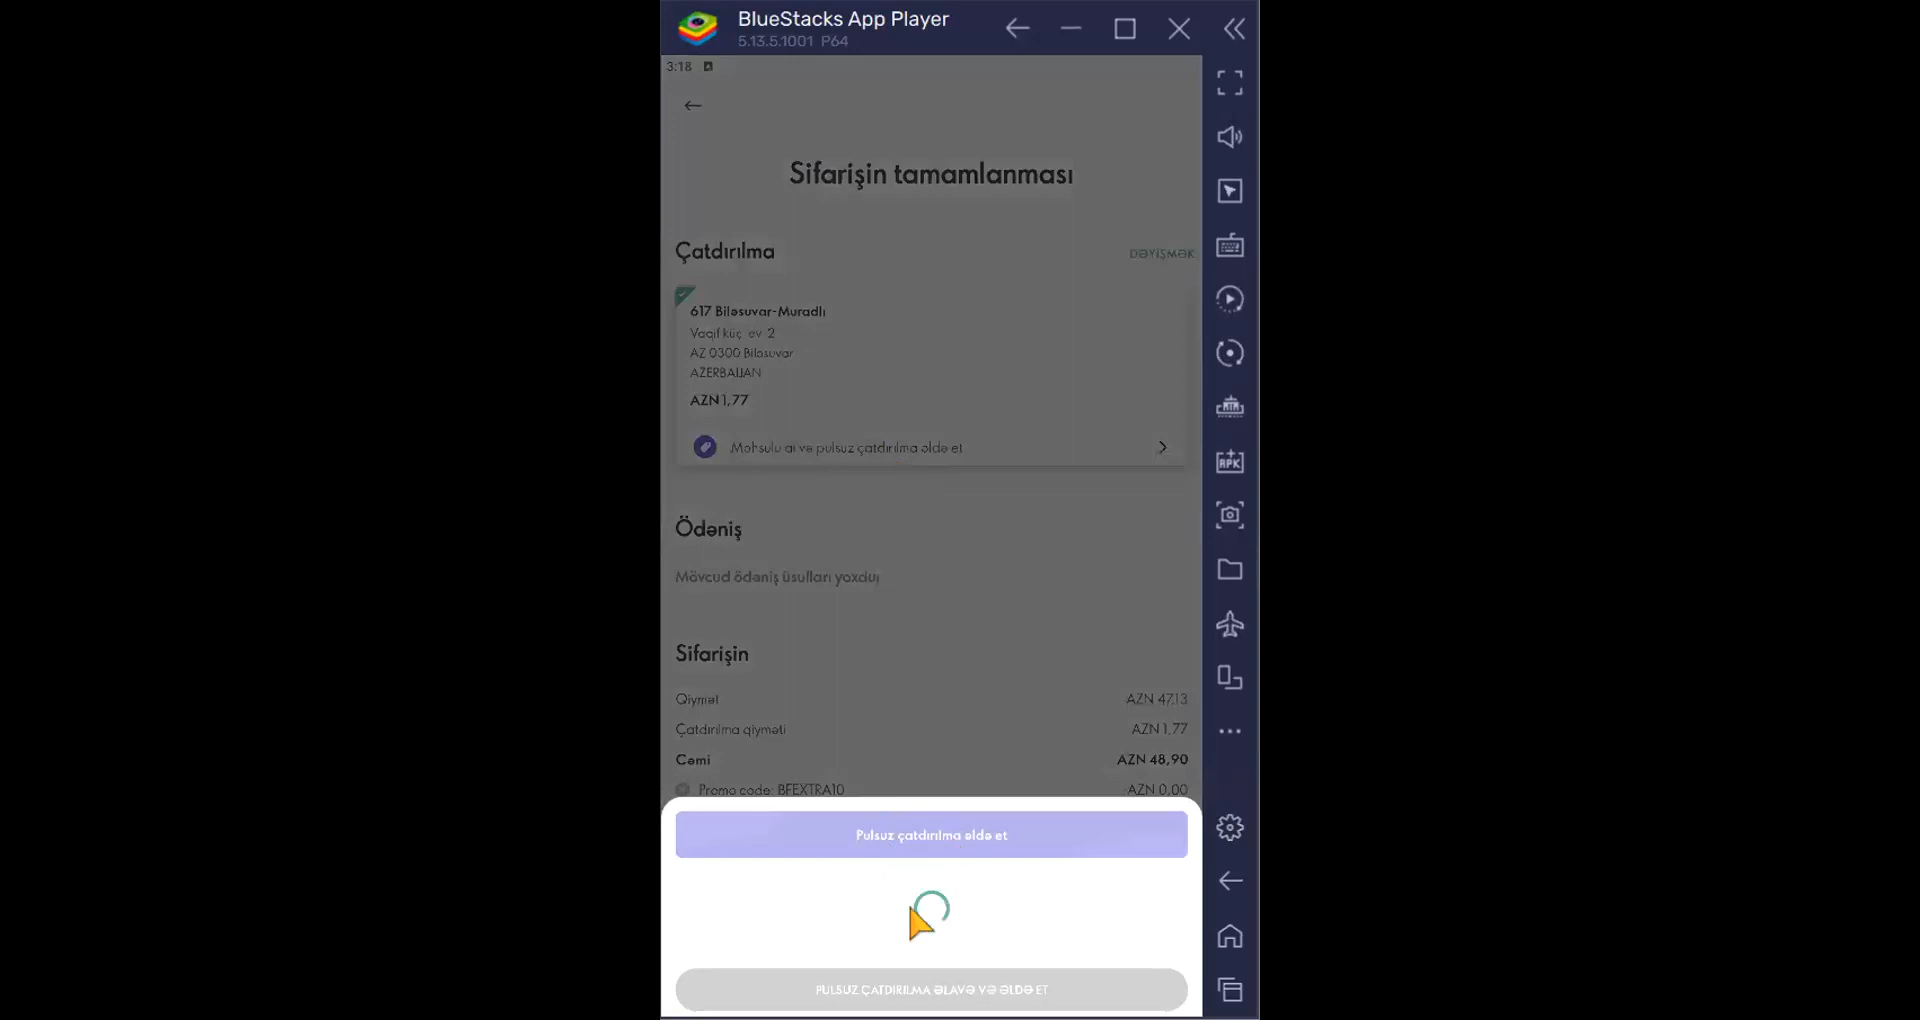 BlueStacks App Player
5.13.5.1001 P64
3:18
Sifarişin tamamlanması
Çatdırılma
DƏYİŞMƏK
617 Biləsuvar-Muradlı
Vaqif küç ev 2
AZ 0300 Biləsuvar
AZERBAIJAN
AZN 1,77
Məhsulu al və pulsuz çatdırılma əldə et
Ödəniş
Mövcud ödəniş üsulları yoxdur
Sifarişin
Qiymət
AZN 47,13
Çatdırılma qiyməti
AZN 1,77
Cəmi
AZN 48,90
Promo code: BFEXTRA10
-AZN 0,00
Pulsuz çatdırılma əldə et
PULSUZ ÇATDIRILMA ƏLAVƏ VƏ ƏLDƏ ET
APK